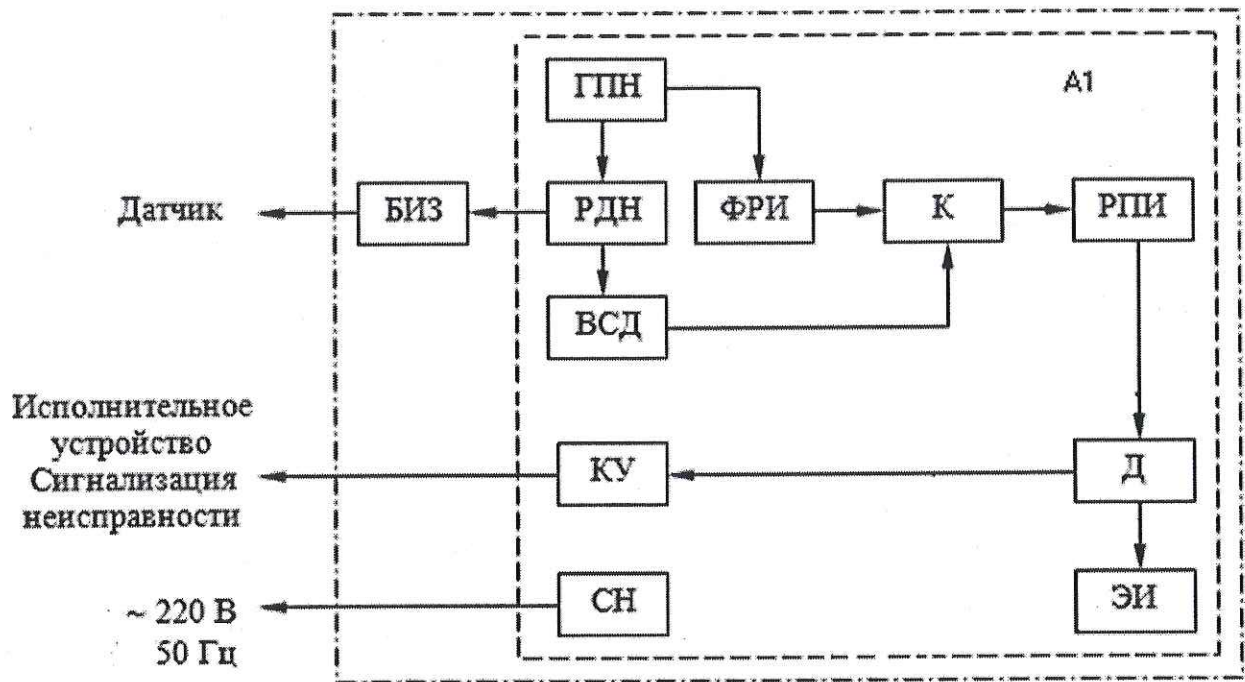 ГПН
А1
Датчик
БИЗ
РДН
ФРИ
К
РПИ
ВСД
Исполнительное
устройство
Сигнализация
неисправности
КУ
Д
~ 220 В
50 Гц
СН
ЭИ